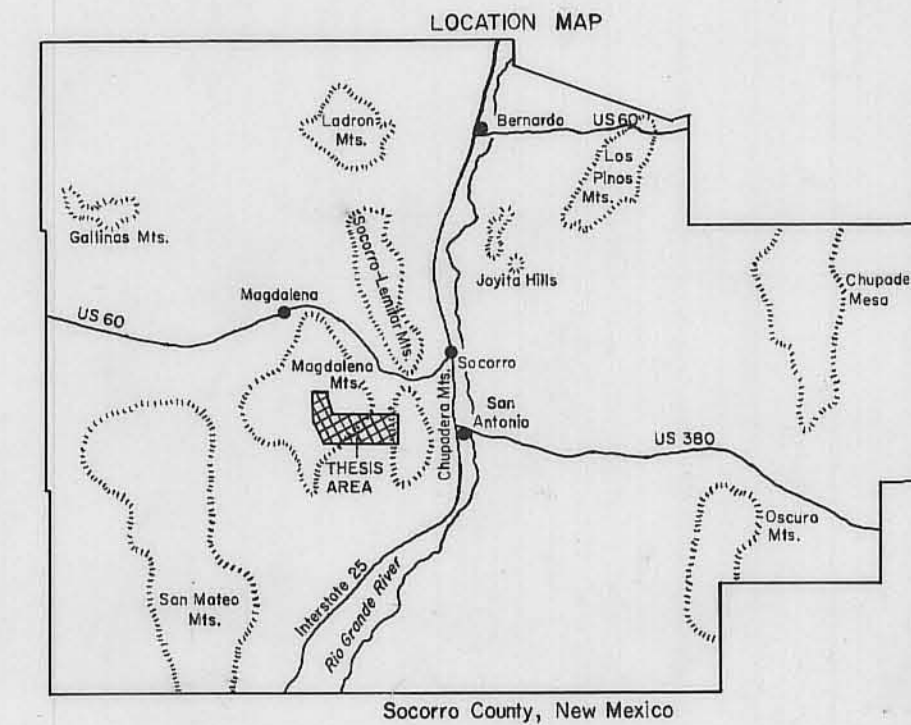 LOCATION MAP
Ladron
Mts.
Bernardo
US 60
Los
Pinos
Mts.
Gallinas Mts.
Socorro-Lemitar Mts.
Joyita Hills
Chupadera
Mesa
Magdalena
US 60
Magdalena
Mts.
Socorro
Chupadera Mts.
San
Antonio
US 380
THESIS
AREA
Oscura
Mts.
San Mateo
Mts.
Interstate 25
Rio Grande River
Socorro County, New Mexico